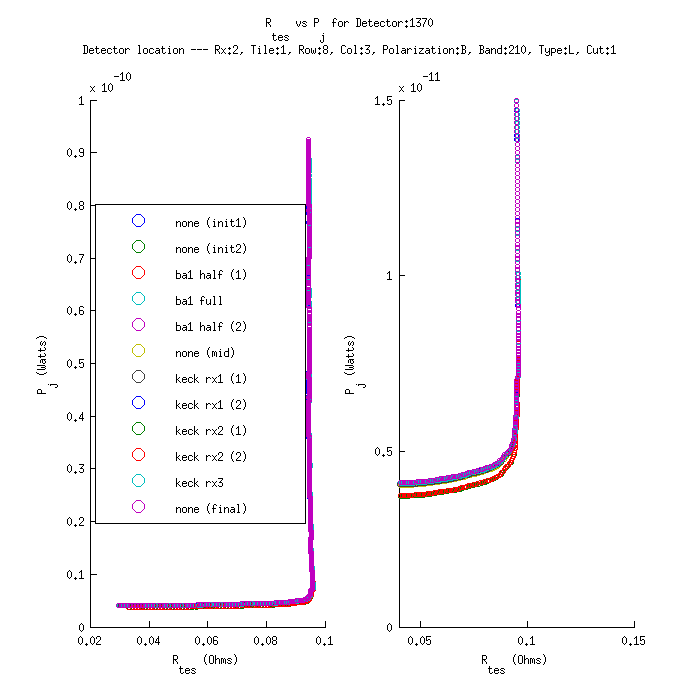 R tes vs P j for Detector:1370
Detector location --- Rx:2, Tile:1, Row:8, Col:3, Polarization:B, Band:210, Type:L, Cut:1
x 10^-10
1
0.9
0.8
0.7
0.6
0.5
0.4
0.3
0.2
0.1
0
P j (Watts)
0.02 0.04 0.06 0.08 0.1
R tes (Ohms)
none (init1)
none (init2)
ba1 half (1)
ba1 full
ba1 half (2)
none (mid)
keck rx1 (1)
keck rx1 (2)
keck rx2 (1)
keck rx2 (2)
keck rx3
none (final)
x 10^-11
1.5
1
0.5
0
P j (Watts)
0.05 0.1 0.15
R tes (Ohms)